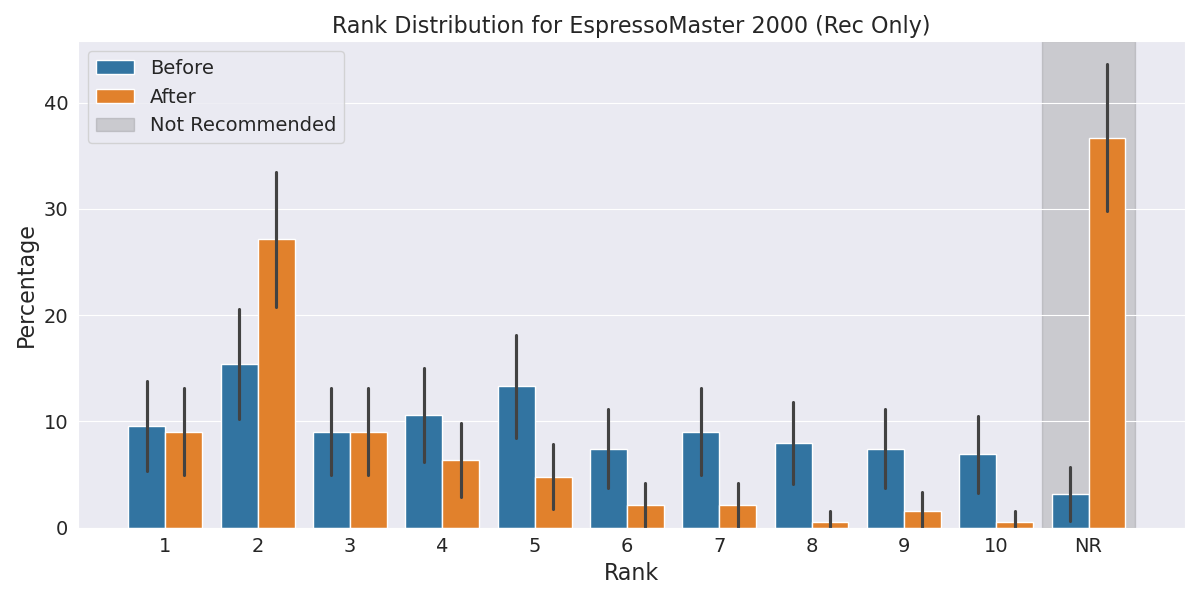 Rank Distribution for EspressoMaster 2000 (Rec Only)
Before
After
Not Recommended
Percentage
40
30
20
10
0
1 2 3 4 5 6 7 8 9 10 NR
Rank